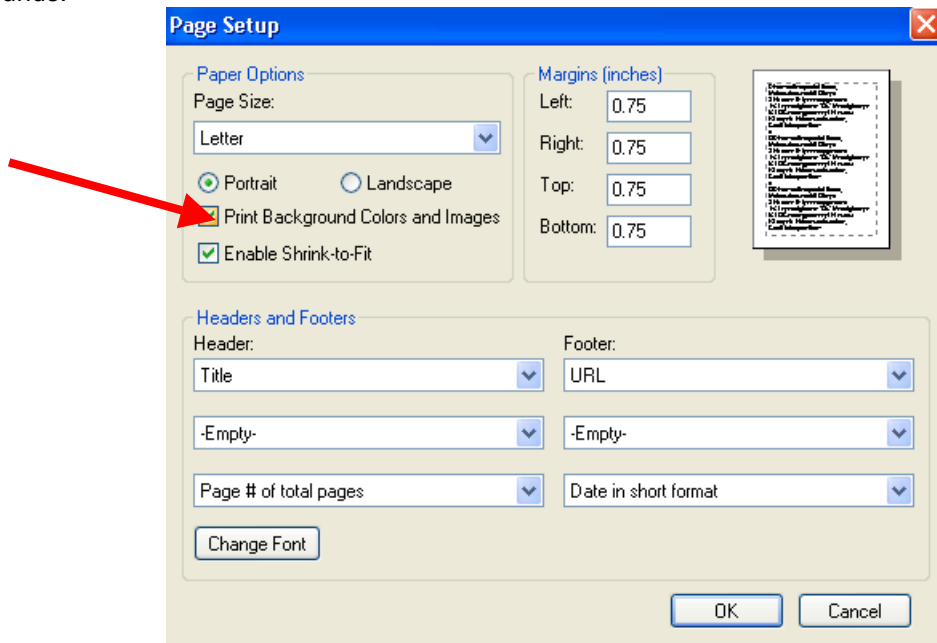 Page Setup
Paper Options
Page Size:
Letter
Portrait
Landscape
Print Background Colors and Images
Enable Shrink-to-Fit
Margins (inches)
Left: 0.75
Right: 0.75
Top: 0.75
Bottom: 0.75
Headers and Footers
Header:
Footer:
Title
URL
-Empty-
-Empty-
Page # of total pages
Date in short format
Change Font
OK
Cancel